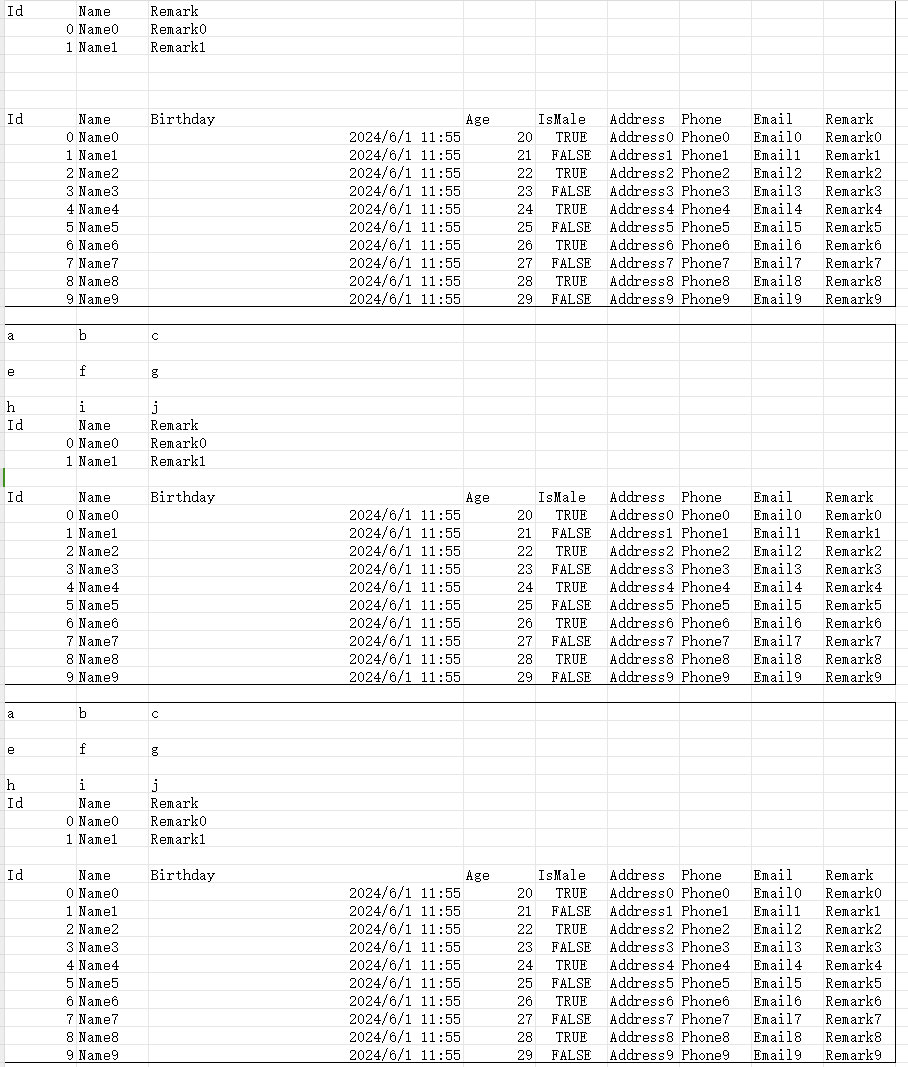 Id Name Remark
0 Name0 Remark0
1 Name1 Remark1
Id Name Birthday Age IsMale Address Phone Email Remark
0 Name0 2024/6/1 11:55 20 TRUE Address0 Phone0 Email0 Remark0
1 Name1 2024/6/1 11:55 21 FALSE Address1 Phone1 Email1 Remark1
2 Name2 2024/6/1 11:55 22 TRUE Address2 Phone2 Email2 Remark2
3 Name3 2024/6/1 11:55 23 FALSE Address3 Phone3 Email3 Remark3
4 Name4 2024/6/1 11:55 24 TRUE Address4 Phone4 Email4 Remark4
5 Name5 2024/6/1 11:55 25 FALSE Address5 Phone5 Email5 Remark5
6 Name6 2024/6/1 11:55 26 TRUE Address6 Phone6 Email6 Remark6
7 Name7 2024/6/1 11:55 27 FALSE Address7 Phone7 Email7 Remark7
8 Name8 2024/6/1 11:55 28 TRUE Address8 Phone8 Email8 Remark8
9 Name9 2024/6/1 11:55 29 FALSE Address9 Phone9 Email9 Remark9
a b c
e f g
h i j
Id Name Remark
0 Name0 Remark0
1 Name1 Remark1
Id Name Birthday Age IsMale Address Phone Email Remark
0 Name0 2024/6/1 11:55 20 TRUE Address0 Phone0 Email0 Remark0
1 Name1 2024/6/1 11:55 21 FALSE Address1 Phone1 Email1 Remark1
2 Name2 2024/6/1 11:55 22 TRUE Address2 Phone2 Email2 Remark2
3 Name3 2024/6/1 11:55 23 FALSE Address3 Phone3 Email3 Remark3
4 Name4 2024/6/1 11:55 24 TRUE Address4 Phone4 Email4 Remark4
5 Name5 2024/6/1 11:55 25 FALSE Address5 Phone5 Email5 Remark5
6 Name6 2024/6/1 11:55 26 TRUE Address6 Phone6 Email6 Remark6
7 Name7 2024/6/1 11:55 27 FALSE Address7 Phone7 Email7 Remark7
8 Name8 2024/6/1 11:55 28 TRUE Address8 Phone8 Email8 Remark8
9 Name9 2024/6/1 11:55 29 FALSE Address9 Phone9 Email9 Remark9
a b c
e f g
h i j
Id Name Remark
0 Name0 Remark0
1 Name1 Remark1
Id Name Birthday Age IsMale Address Phone Email Remark
0 Name0 2024/6/1 11:55 20 TRUE Address0 Phone0 Email0 Remark0
1 Name1 2024/6/1 11:55 21 FALSE Address1 Phone1 Email1 Remark1
2 Name2 2024/6/1 11:55 22 TRUE Address2 Phone2 Email2 Remark2
3 Name3 2024/6/1 11:55 23 FALSE Address3 Phone3 Email3 Remark3
4 Name4 2024/6/1 11:55 24 TRUE Address4 Phone4 Email4 Remark4
5 Name5 2024/6/1 11:55 25 FALSE Address5 Phone5 Email5 Remark5
6 Name6 2024/6/1 11:55 26 TRUE Address6 Phone6 Email6 Remark6
7 Name7 2024/6/1 11:55 27 FALSE Address7 Phone7 Email7 Remark7
8 Name8 2024/6/1 11:55 28 TRUE Address8 Phone8 Email8 Remark8
9 Name9 2024/6/1 11:55 29 FALSE Address9 Phone9 Email9 Remark9